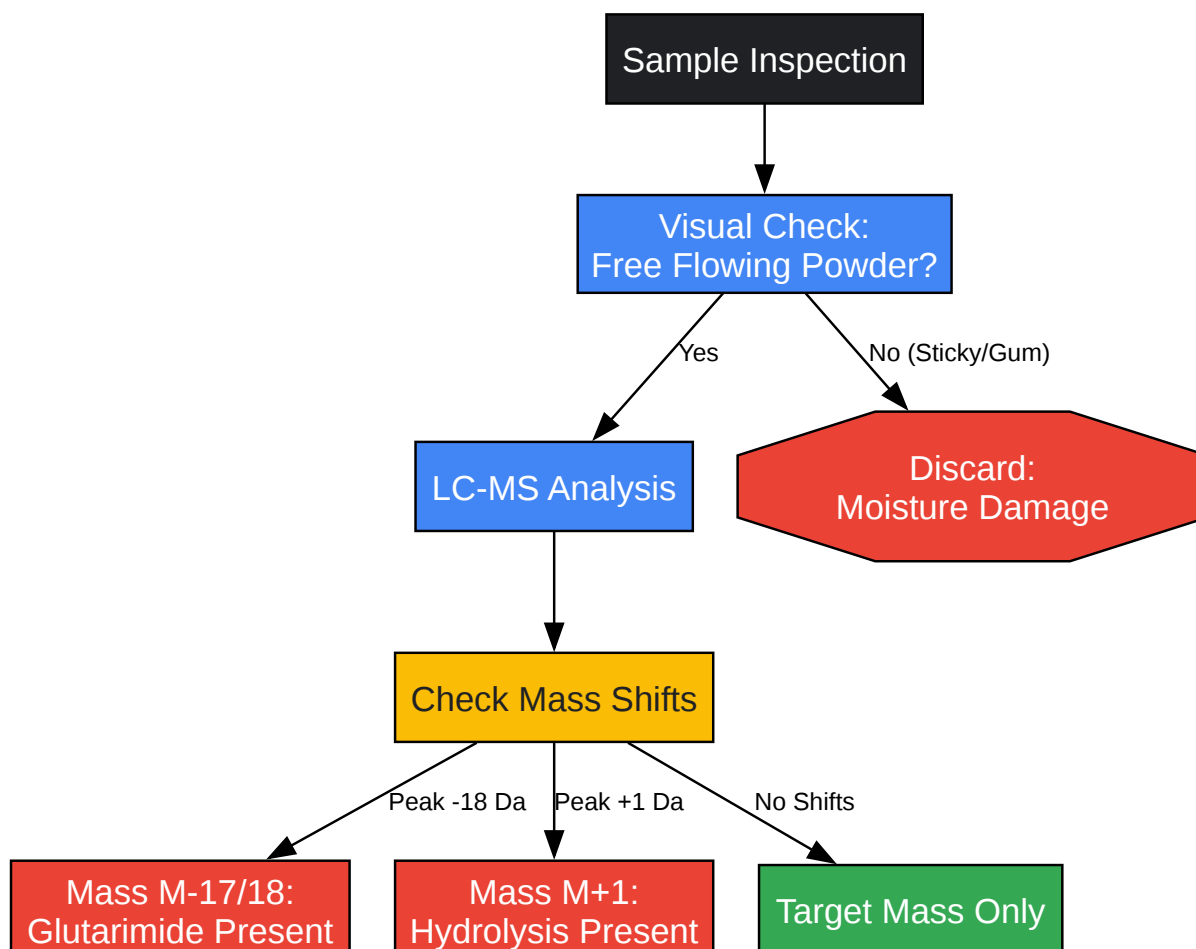 Sample Inspection
Visual Check:
Free Flowing Powder?
Yes
No (Sticky/Gum)
LC-MS Analysis
Discard:
Moisture Damage
Check Mass Shifts
Peak -18 Da
Peak +1 Da
No Shifts
Mass M-17/18:
Glutarimide Present
Mass M+1:
Hydrolysis Present
Target Mass Only